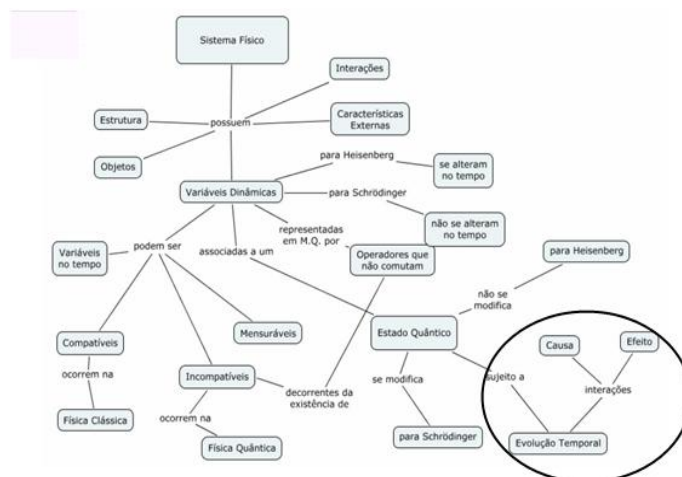 Sistema Físico
Interações
Estrutura
possuem
Características
Externas
Objetos
para Heisenberg
se alteram
no tempo
Variáveis Dinâmicas
para Schrödinger
não se alteram
no tempo
Variáveis
no tempo
podem ser
associadas a um
representadas
em M.Q. por
Operadores que
não comutam
para Heisenberg
não se
modifica
Compatíveis
Mensuráveis
Estado Quântico
Causa
Efeito
ocorrem na
Incompatíveis
decorrentes da
existência de
se modifica
sujeito a
interações
Física Clássica
ocorrem na
Física Quântica
para Schrödinger
Evolução Temporal